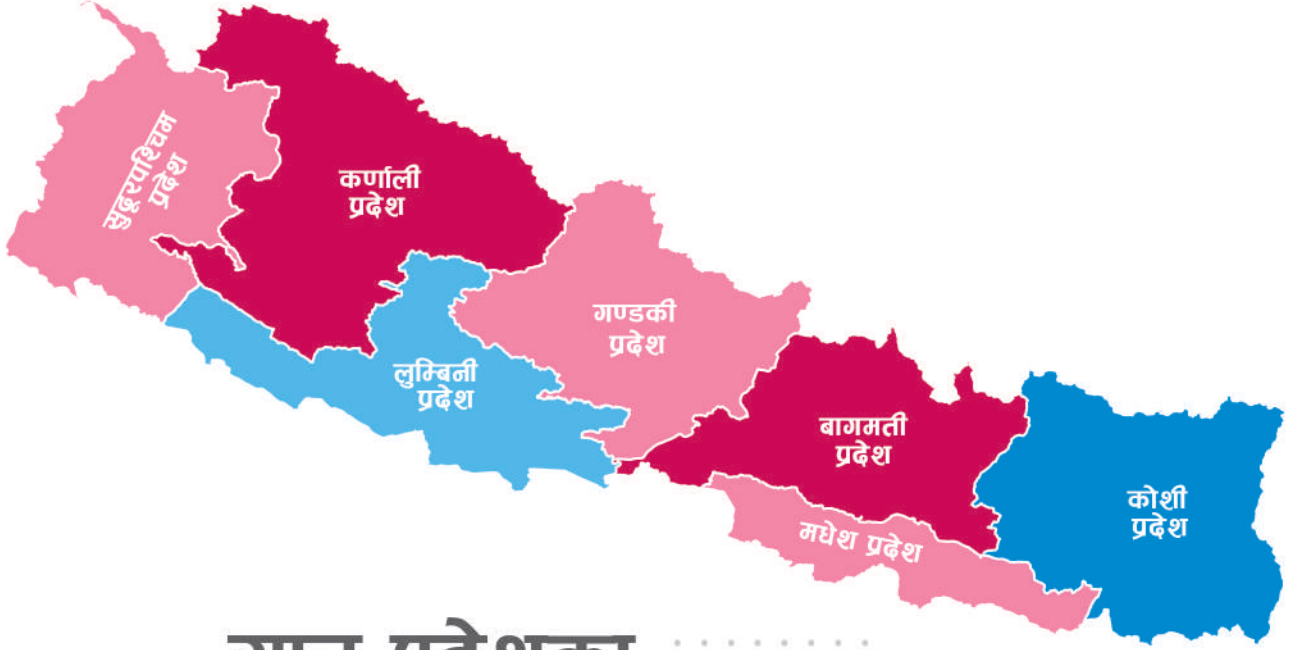 सुदूरपश्चिम
प्रदेश
कर्णाली
प्रदेश
गण्डकी
प्रदेश
लुम्बिनी
प्रदेश
बागमती
प्रदेश
कोशी
प्रदेश
मधेश प्रदेश